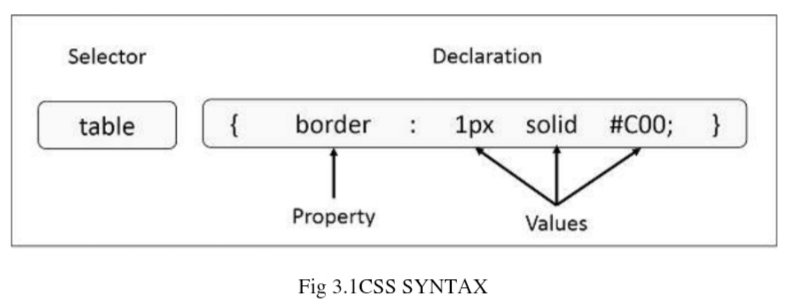 Selector Declaration
table { border : 1px solid #C00; }
Property Values
Fig 3.1CSS SYNTAX